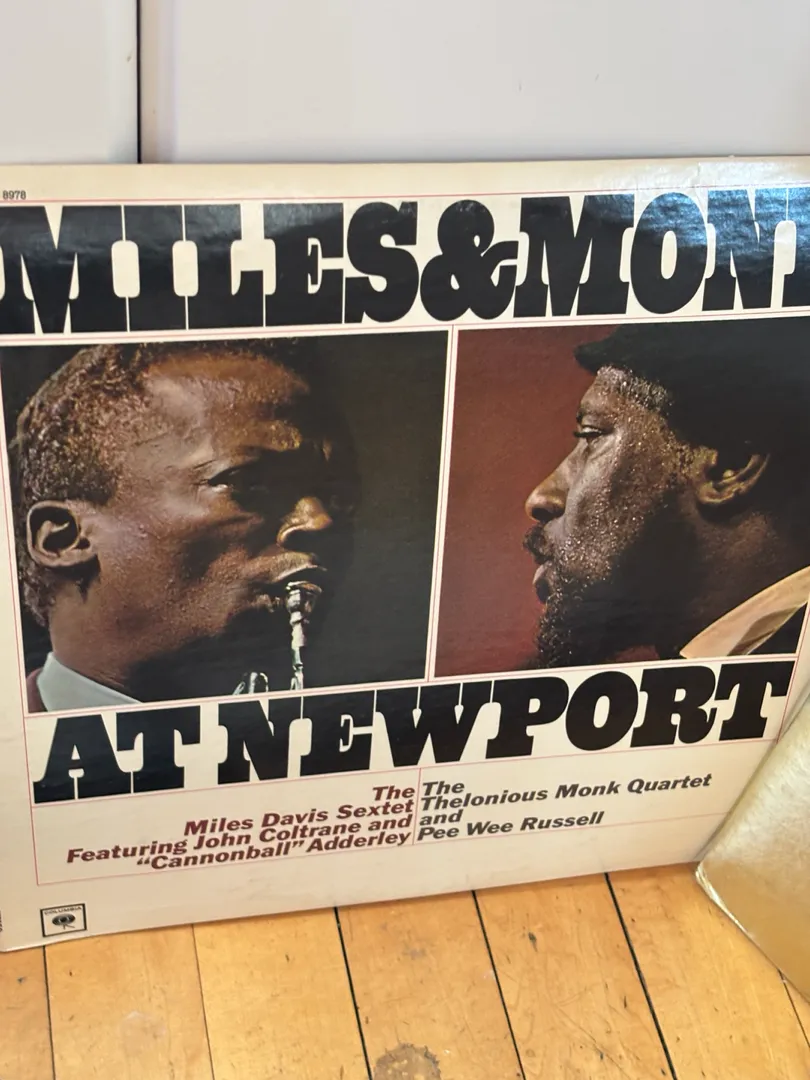 8978
MILES & MON
AT NEWPORT
The
Miles Davis Sextet
Featuring John Coltrane and
“Cannonball” Adderley
The
Thelonious Monk Quartet
and
Pee Wee Russell
COLUMBIA